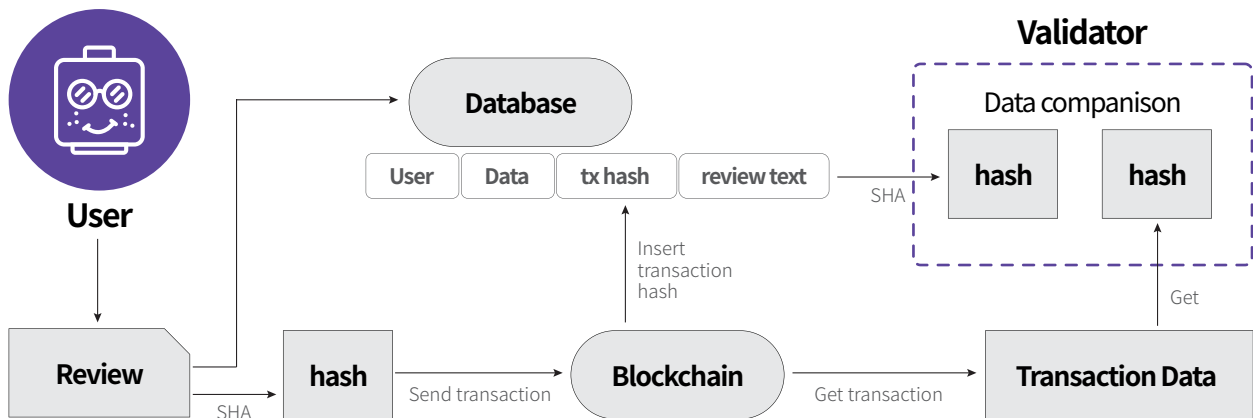 Validator
Data companison
Database
hash
hash
User
Data
tx hash
review text
SHA
User
Insert
transaction
hash
Get
Review
SHA
hash
Send transaction
Blockchain
Get transaction
Transaction Data